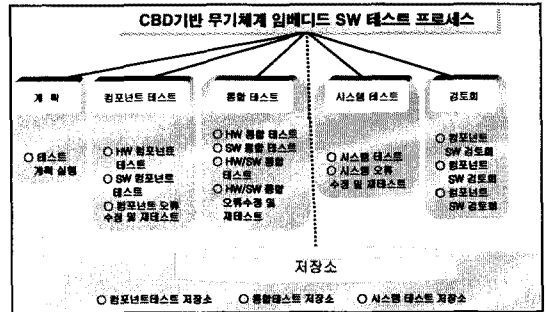 CBD기반 무기체계 임베디드 SW 테스트 프로세스
계 획
컴포넌트 테스트
통합 테스트
시스템 테스트
검토회
○ 테스트
계획 실행
○ HW 컴포넌트
테스트
○ SW 컴포넌트
테스트
○ 컴포넌트 오류
수정 및 재테스트
○ HW 통합 테스트
○ SW 통합 테스트
○ HW/SW 통합
테스트
○ HW/SW 통합
오류수정 및
재테스트
○ 시스템 테스트
○ 시스템 오류
수정 및 재테스트
○ 컴포넌트
SW 검토회
○ 컴포넌트
SW 검토회
○ 컴포넌트
SW 검토회
저장소
○ 컴포넌트테스트 저장소 ○ 통합테스트 저장소 ○ 시스템 테스트 저장소